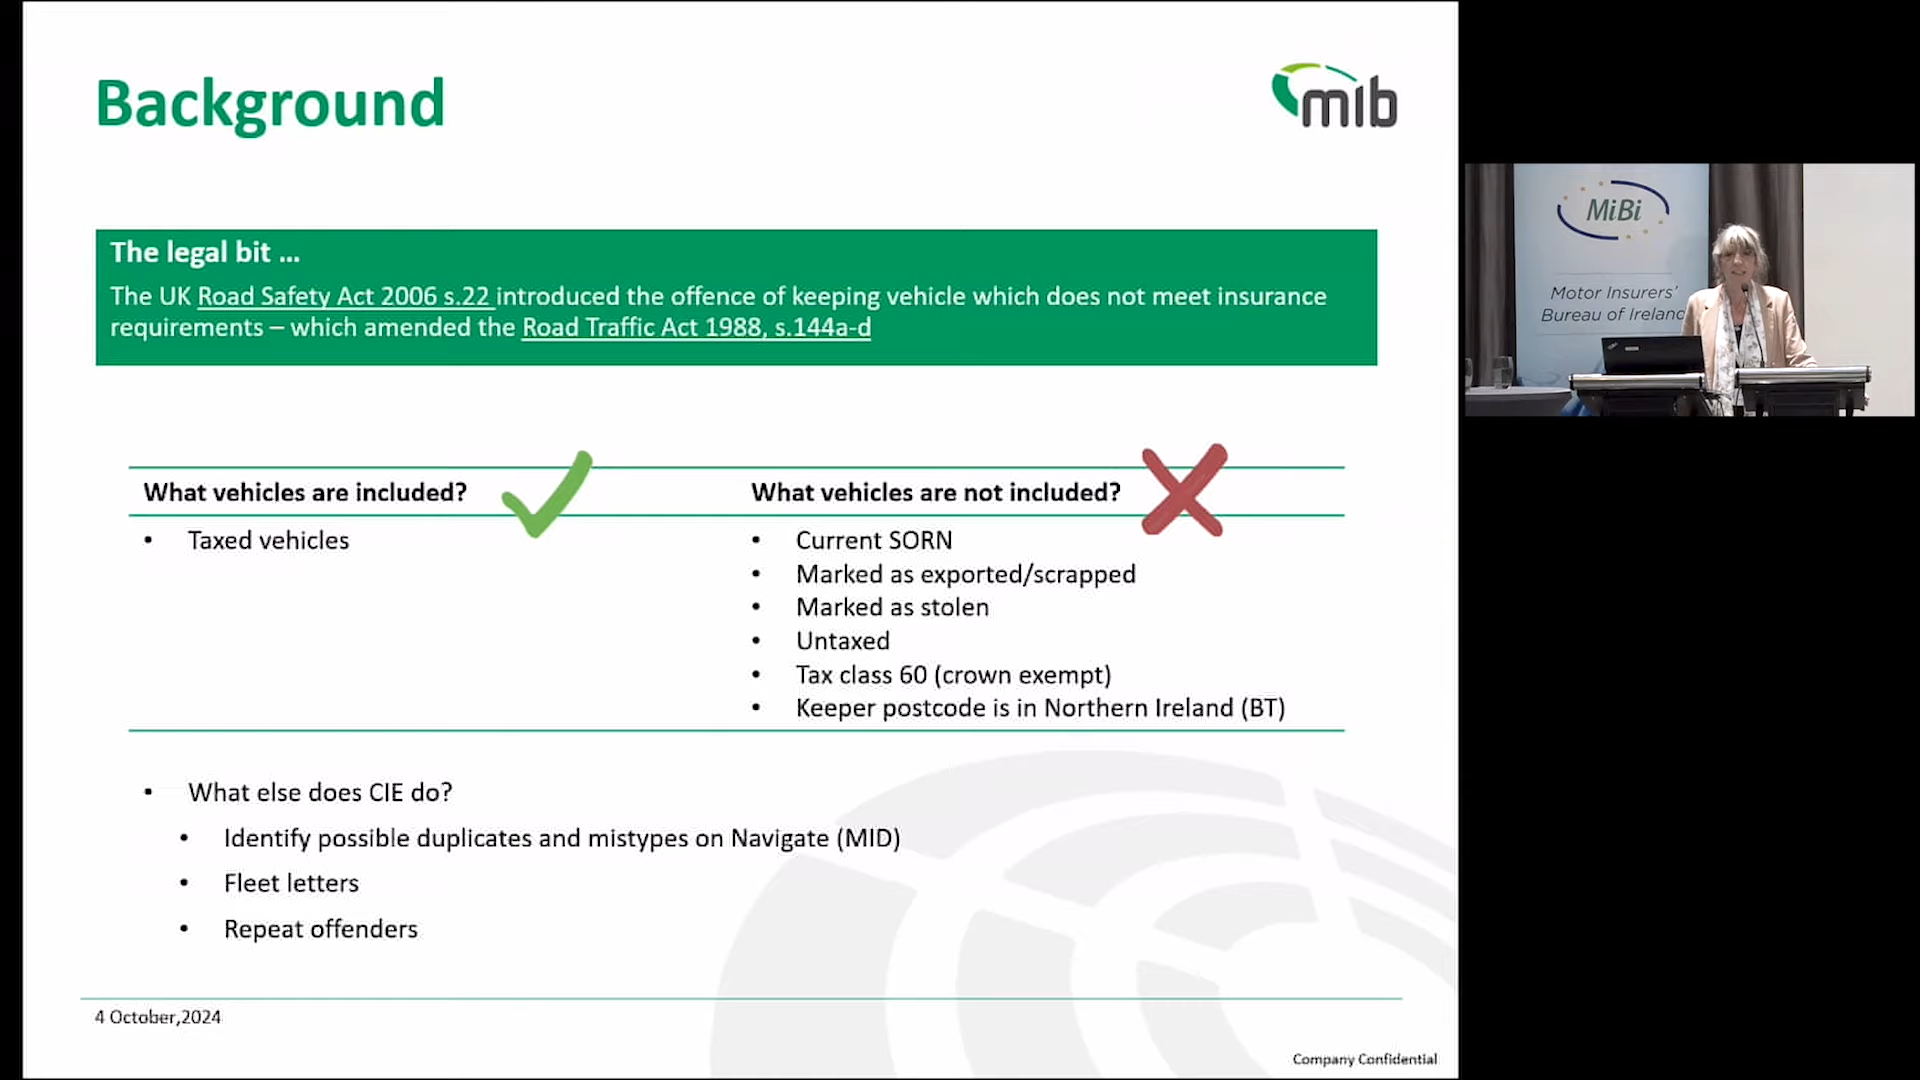 Background
mib
The legal bit ...
The UK Road Safety Act 2006 s.22 introduced the offence of keeping vehicle which does not meet insurance
requirements – which amended the Road Traffic Act 1988, s.144a-d
What vehicles are included?
• Taxed vehicles
What vehicles are not included?
• Current SORN
• Marked as exported/scrapped
• Marked as stolen
• Untaxed
• Tax class 60 (crown exempt)
• Keeper postcode is in Northern Ireland (BT)
• What else does CIE do?
• Identify possible duplicates and mistypes on Navigate (MID)
• Fleet letters
• Repeat offenders
4 October,2024
Company Confidential
MiBi
Motor Insurers'
Bureau of Ireland